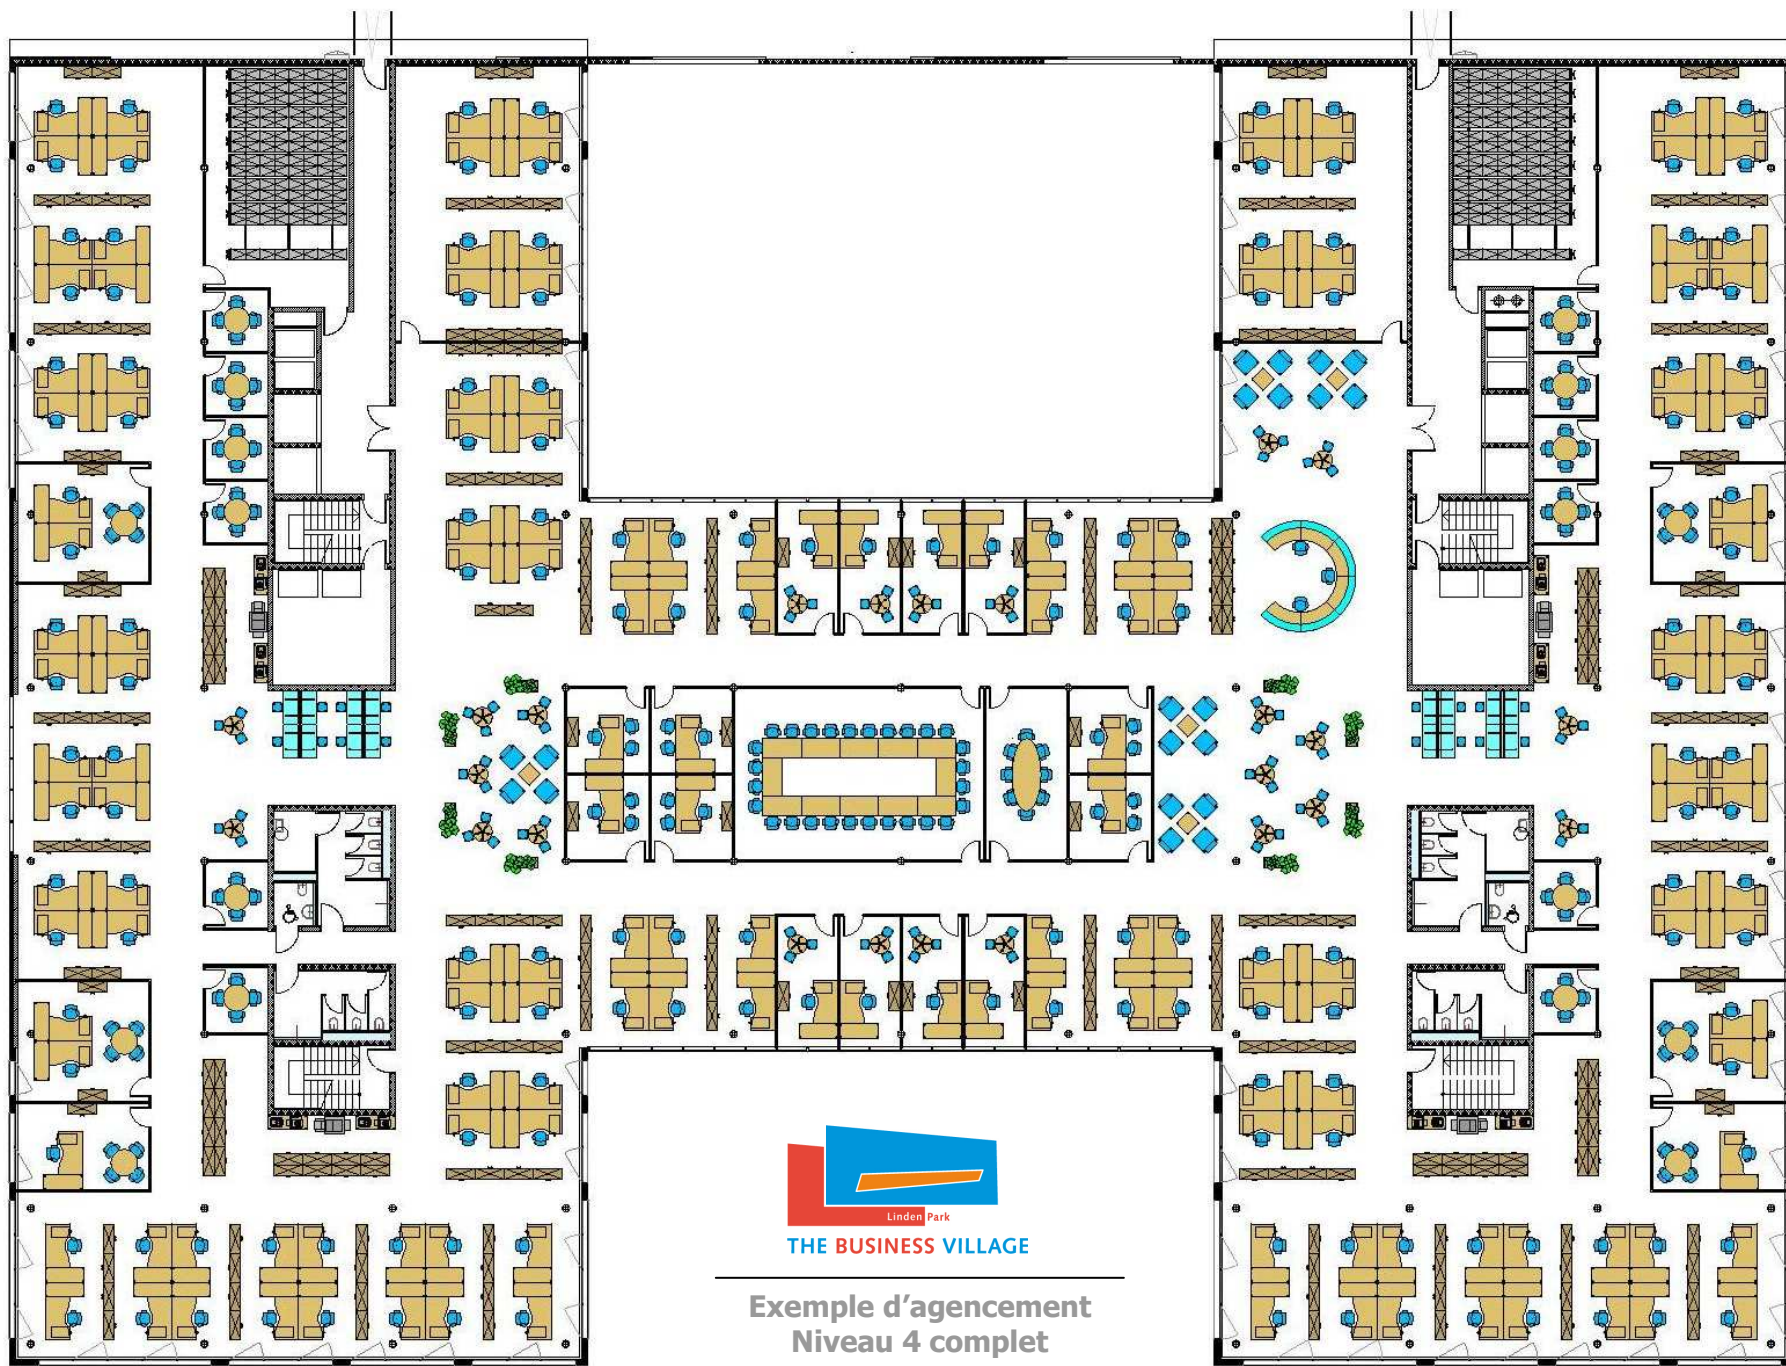 Linden Park
THE BUSINESS VILLAGE
Exemple d’agencement
Niveau 4 complet